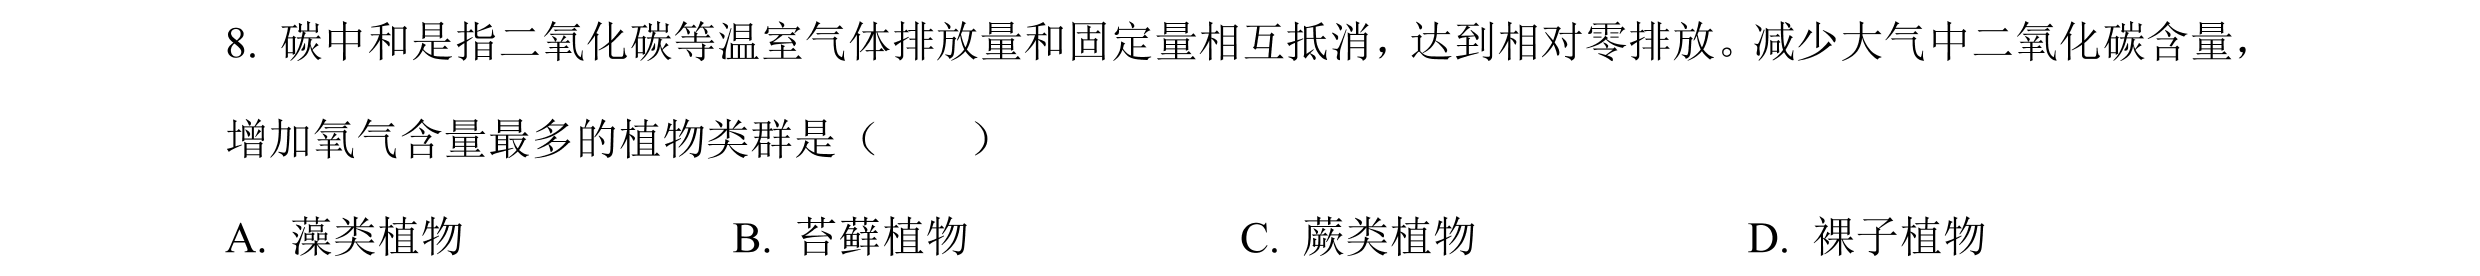 8. 碳中和是指二氧化碳等温室气体排放量和固定量相互抵消，达到相对零排放。减少大气中二氧化碳含量，
增加氧气含量最多的植物类群是（　　）
A. 藻类植物　　B. 苔藓植物　　C. 蕨类植物　　D. 裸子植物